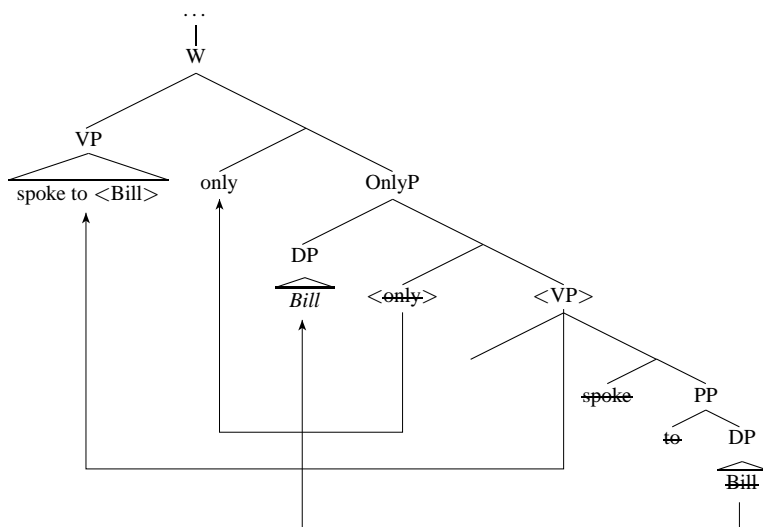 ...
W
VP
spoke to <Bill>
only
OnlyP
DP
Bill
<only>
<VP>
spoke
PP
to
DP
Bill